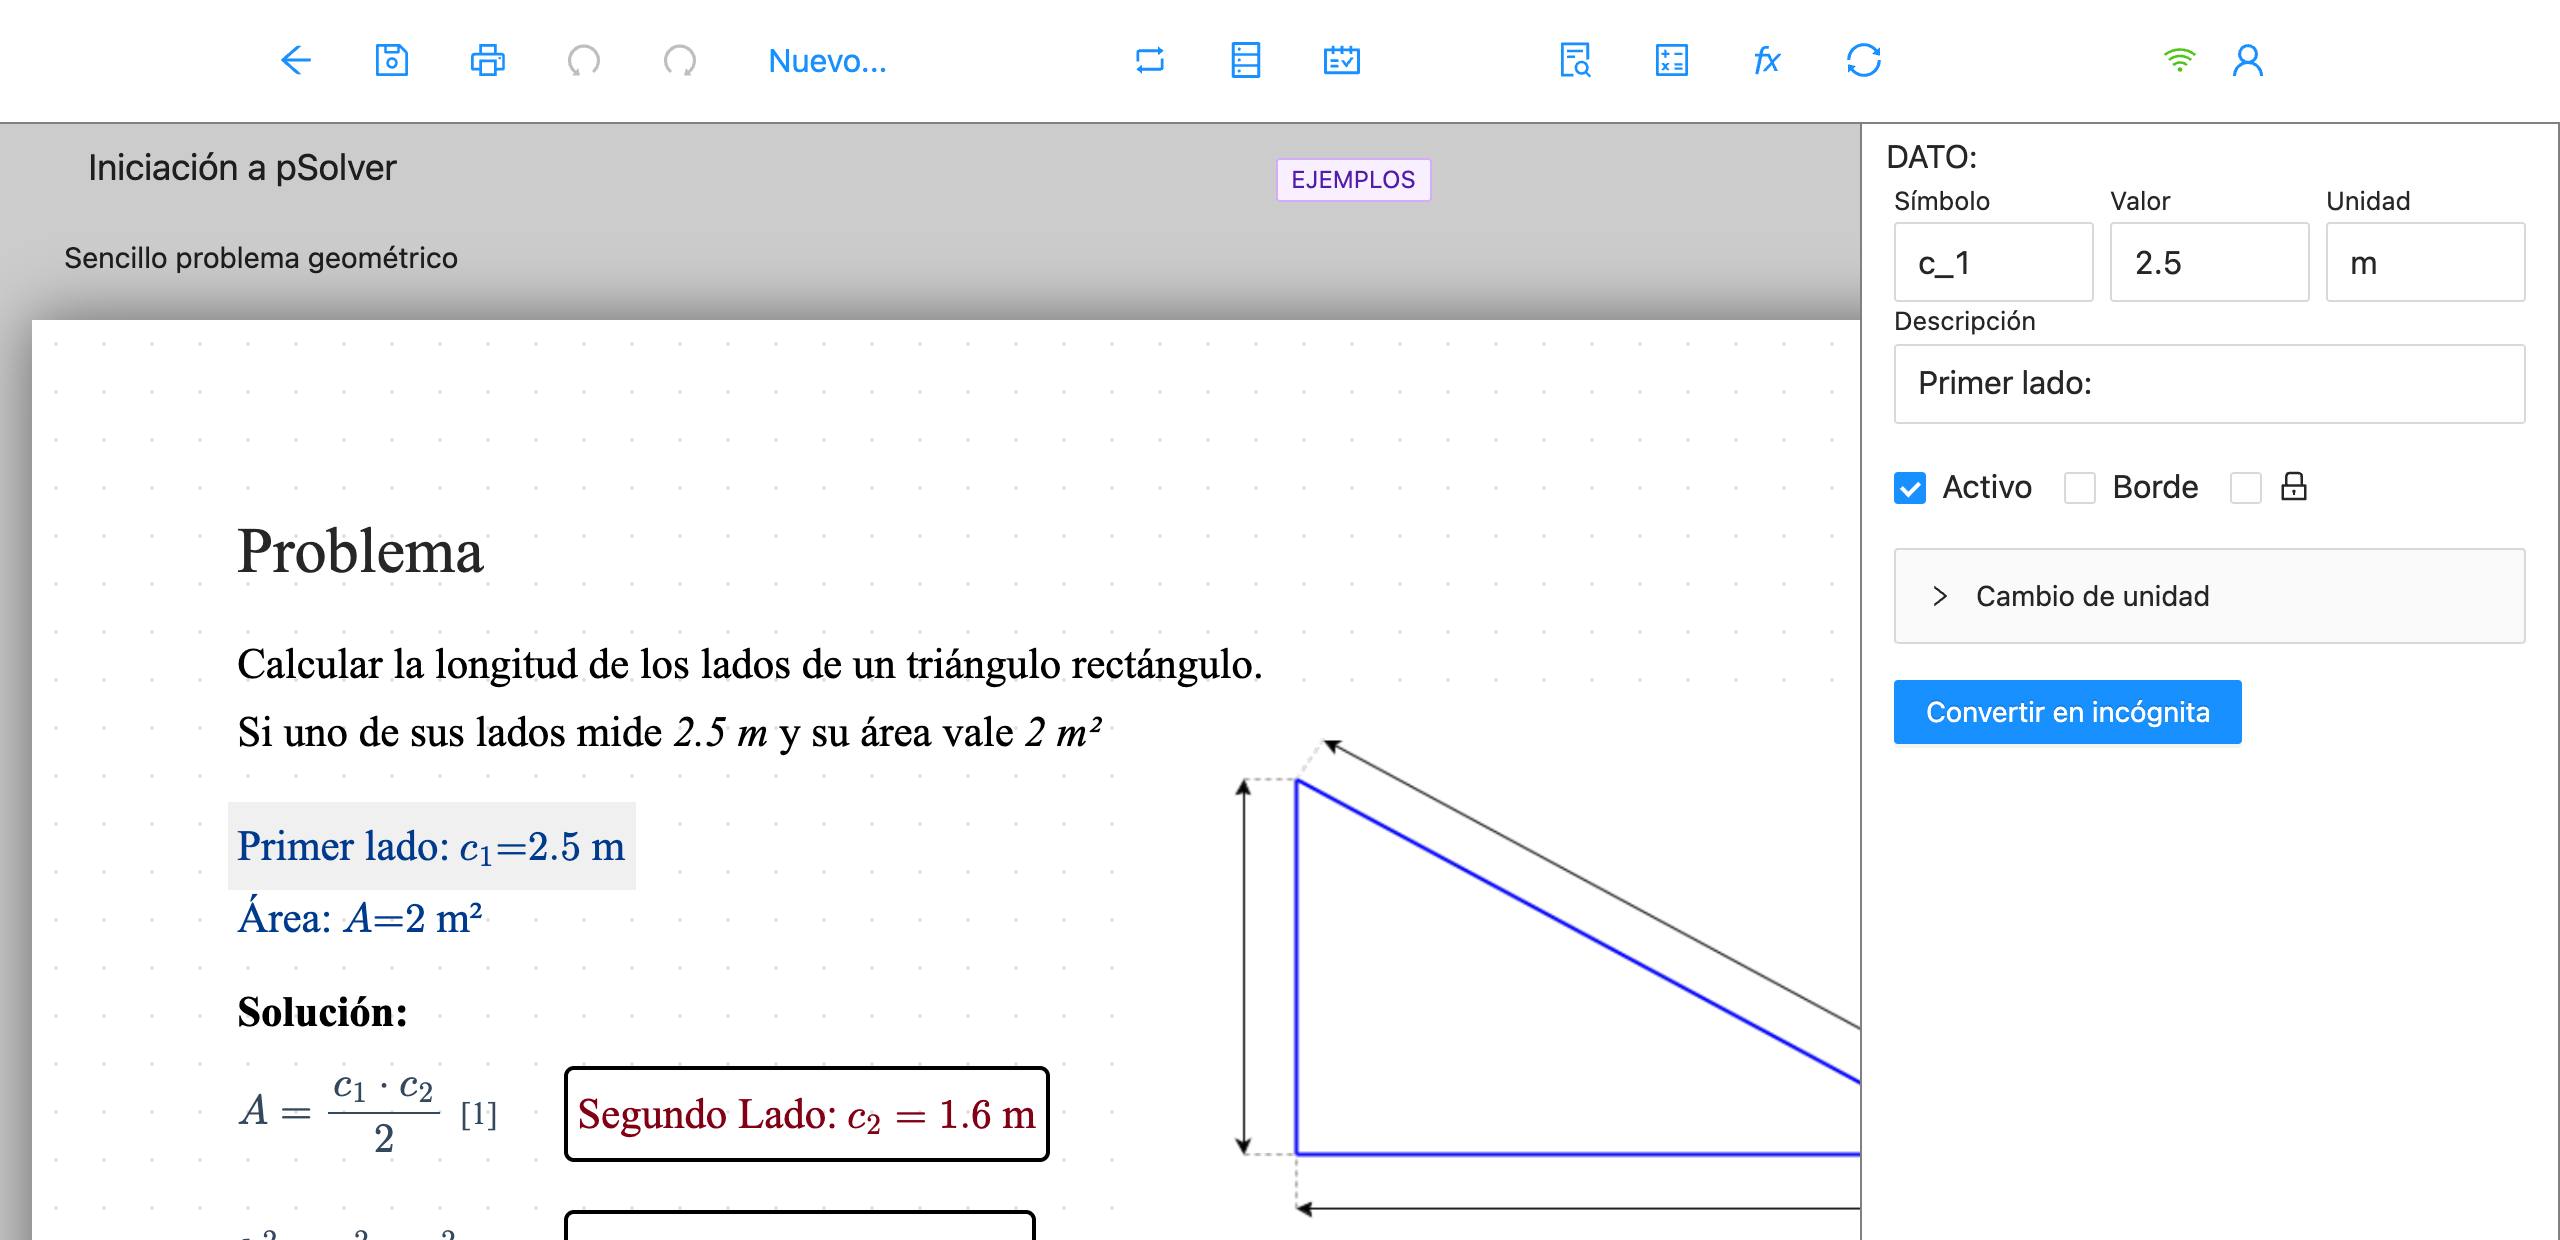 Nuevo...
fx
Iniciación a pSolver
EJEMPLOS
Sencillo problema geométrico
Problema
Calcular la longitud de los lados de un triángulo rectángulo.
Si uno de sus lados mide 2.5 m y su área vale 2 m²
Primer lado: c₁=2.5 m
Área: A=2 m²
Solución:
A = c₁ · c₂ / 2 [1]
Segundo Lado: c₂ = 1.6 m
DATO:
Símbolo Valor Unidad
c_1 2.5 m
Descripción
Primer lado:
Activo Borde
Cambio de unidad
Convertir en incógnita